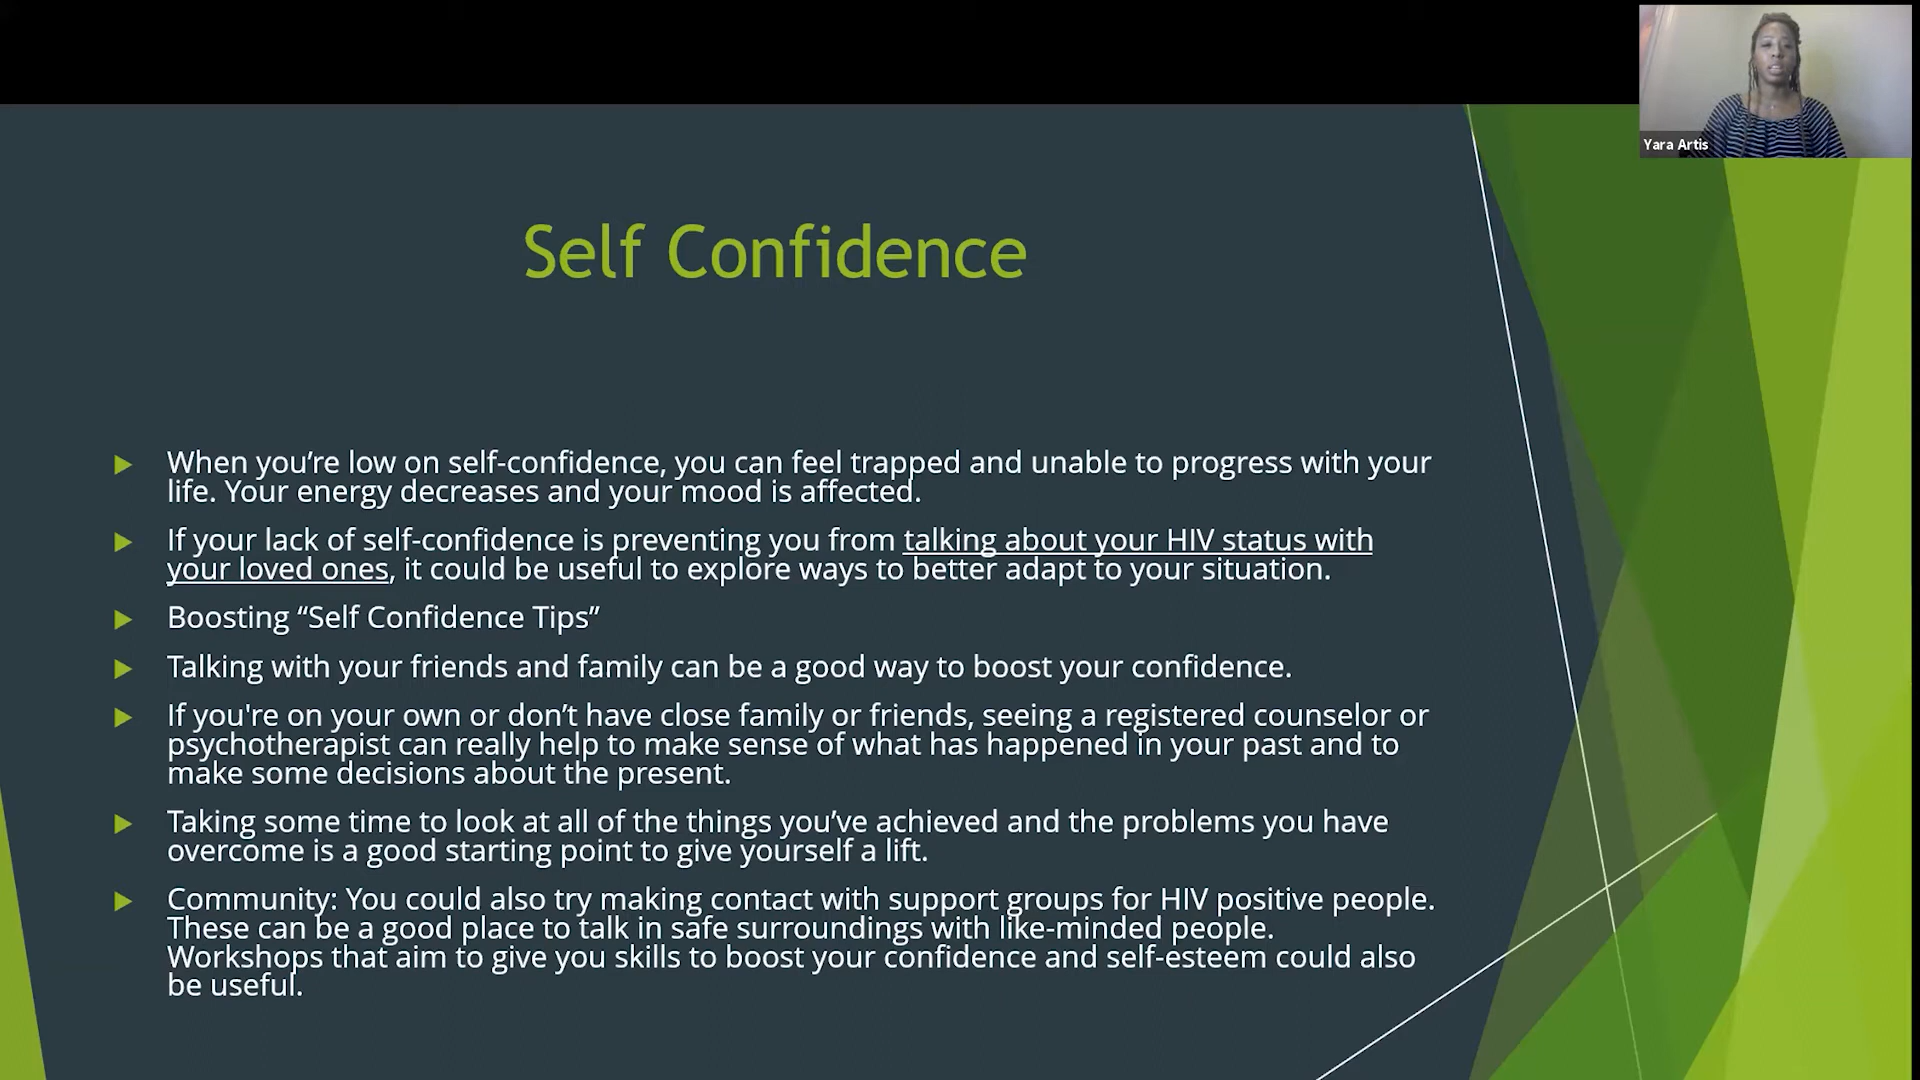 Yara Artis
Self Confidence
When you’re low on self-confidence, you can feel trapped and unable to progress with your
life. Your energy decreases and your mood is affected.
If your lack of self-confidence is preventing you from talking about your HIV status with
your loved ones, it could be useful to explore ways to better adapt to your situation.
Boosting “Self Confidence Tips”
Talking with your friends and family can be a good way to boost your confidence.
If you're on your own or don’t have close family or friends, seeing a registered counselor or
psychotherapist can really help to make sense of what has happened in your past and to
make some decisions about the present.
Taking some time to look at all of the things you’ve achieved and the problems you have
overcome is a good starting point to give yourself a lift.
Community: You could also try making contact with support groups for HIV positive people.
These can be a good place to talk in safe surroundings with like-minded people.
Workshops that aim to give you skills to boost your confidence and self-esteem could also
be useful.